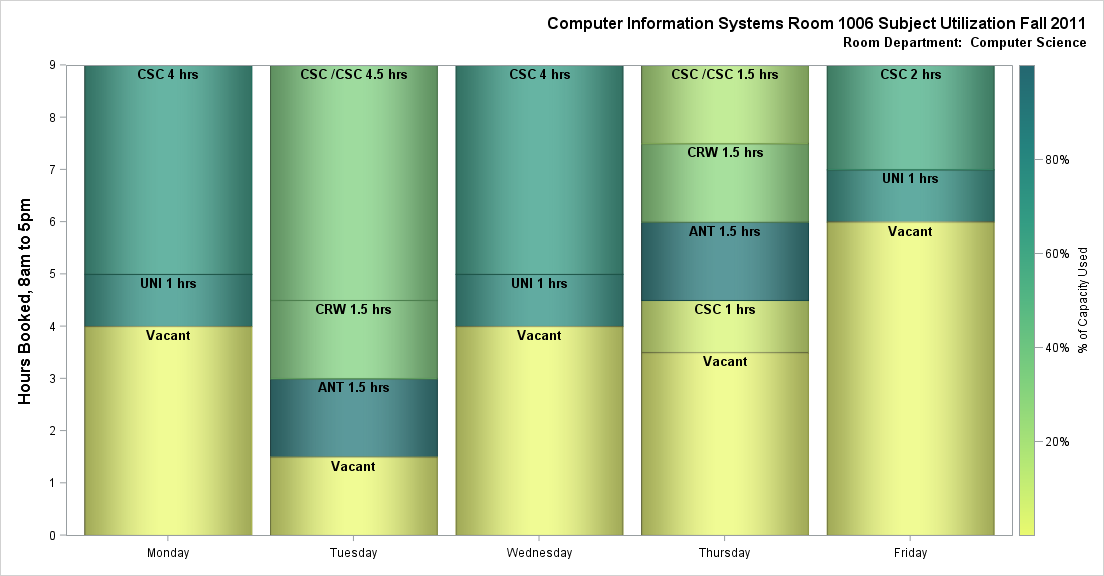 Computer Information Systems Room 1006 Subject Utilization Fall 2011
Room Department:  Computer Science
Hours Booked, 8am to 5pm
9
8
7
6
5
4
3
2
1
0
CSC 4 hrs
UNI 1 hrs
Vacant
CSC /CSC 4.5 hrs
CRW 1.5 hrs
ANT 1.5 hrs
Vacant
CSC 4 hrs
UNI 1 hrs
Vacant
CSC /CSC 1.5 hrs
CRW 1.5 hrs
ANT 1.5 hrs
CSC 1 hrs
Vacant
CSC 2 hrs
UNI 1 hrs
Vacant
Monday
Tuesday
Wednesday
Thursday
Friday
80%
60%
40%
20%
% of Capacity Used